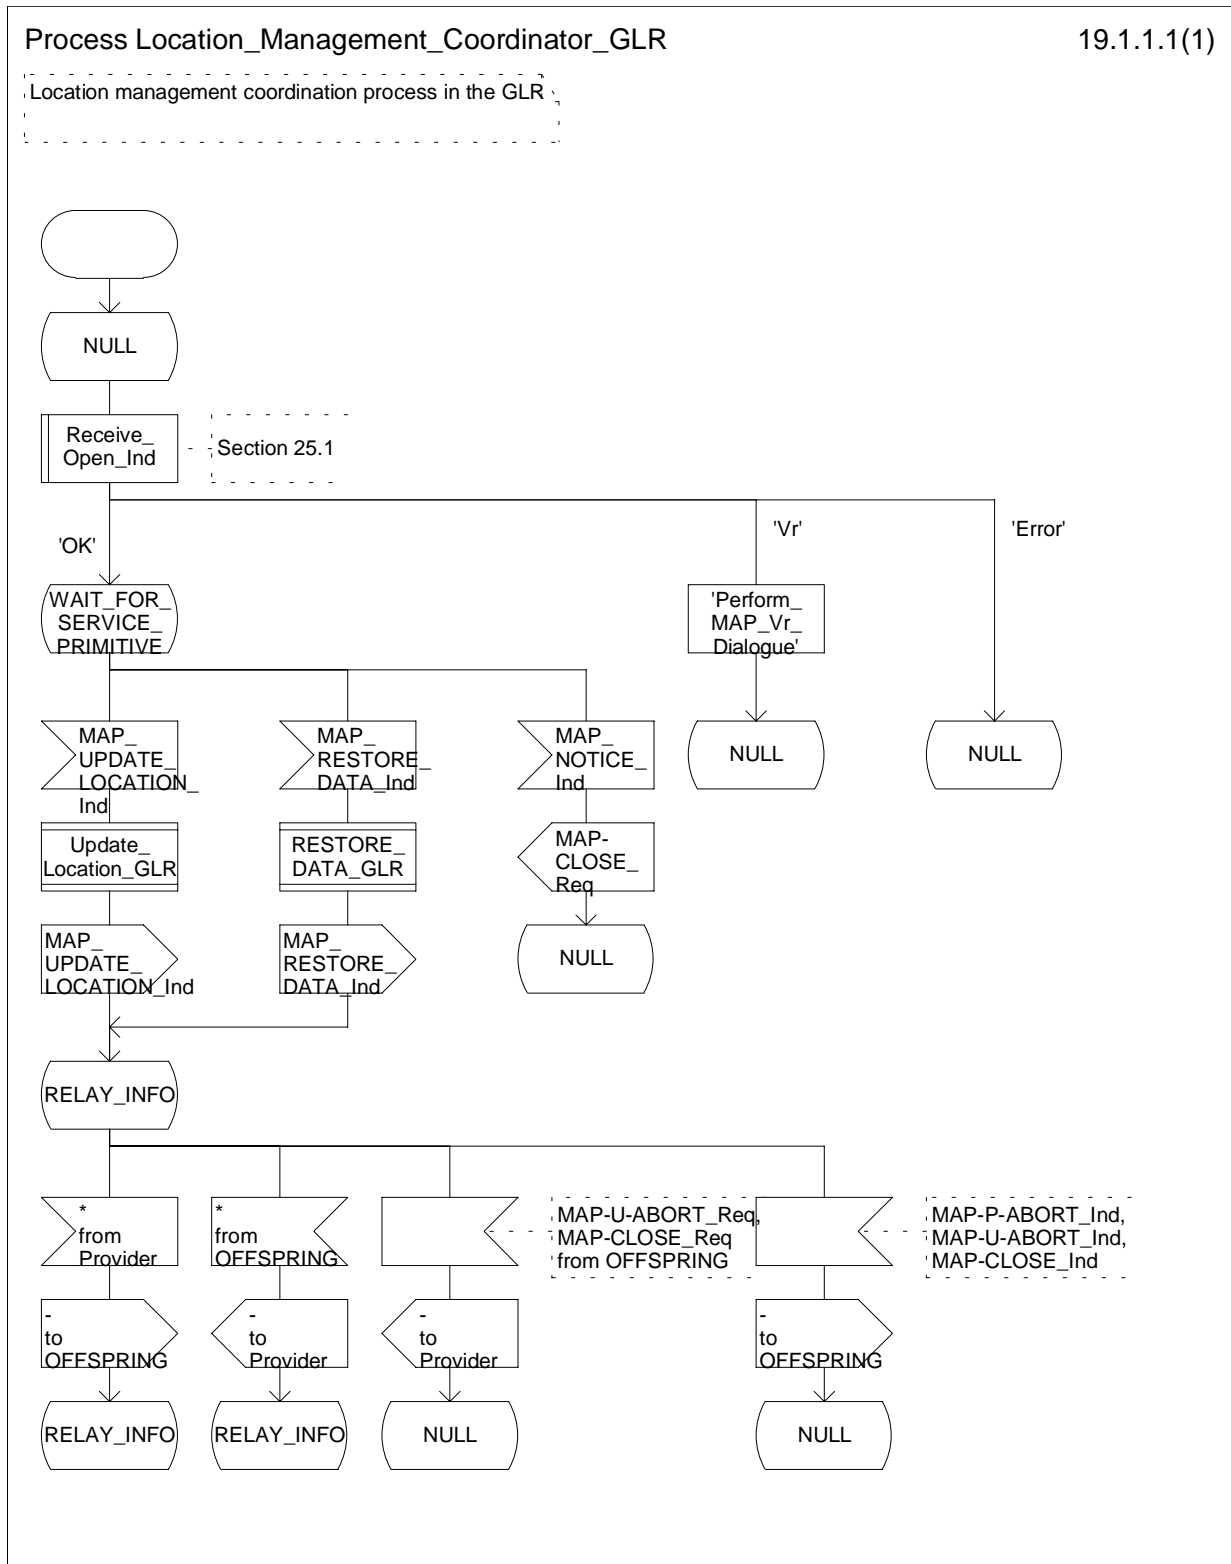 Process Location_Management_Coordinator_GLR
19.1.1.1(1)
Location management coordination process in the GLR
NULL
Receive_
Open_Ind
Section 25.1
'OK'
'Vr'
'Error'
WAIT_FOR_
SERVICE_
PRIMITIVE
'Perform_
MAP_Vr_
Dialogue'
MAP_
UPDATE_
LOCATION_
Ind
MAP_
RESTORE_
DATA_Ind
MAP_
NOTICE_
Ind
NULL
NULL
Update_
Location_GLR
RESTORE_
DATA_GLR
MAP-
CLOSE_
Req
MAP_
UPDATE_
LOCATION_Ind
MAP_
RESTORE_
DATA_Ind
NULL
RELAY_INFO
*
from
Provider
*
from
OFFSPRING
MAP-U-ABORT_Req,
MAP-CLOSE_Req
from OFFSPRING
MAP-P-ABORT_Ind,
MAP-U-ABORT_Ind,
MAP-CLOSE_Ind
-
to
OFFSPRING
-
to
Provider
-
to
Provider
-
to
OFFSPRING
RELAY_INFO
RELAY_INFO
NULL
NULL